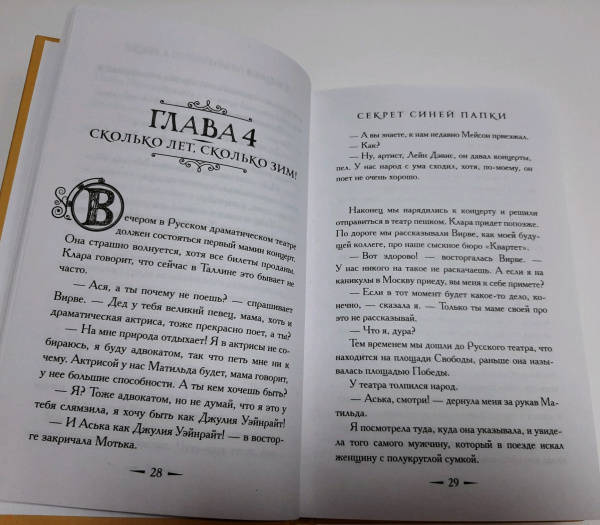 ГЛАВА 4
СКОЛЬКО ЛЕТ, СКОЛЬКО ЗИМ!
Вечером в Русском драматическом театре
должен состояться первый мамин концерт.
Она страшно волнуется, хотя все билеты проданы.
Клара говорит, что сейчас в Таллине это бывает не
часто.
— Ася, а ты почему не поешь? — спрашивает
Вирве. — Дед у тебя великий певец, мама, хоть и
драматическая актриса, тоже прекрасно поет, а ты?
— На мне природа отдыхает! Я в актрисы не со-
бираюсь, я буду адвокатом, так что петь мне ни к
чему. Актрисой у нас Матильда будет, мама говорит,
у нее большие способности. А ты кем хочешь быть?
— Я? Тоже адвокатом, но не думай, что я это у
тебя слямзила, я хочу быть как Джулия Уэйнрайт!
— И Аська как Джулия Уэйнрайт! — в востор-
ге закричала Мотька.
28
СЕКРЕТ СИНЕЙ ПАПКИ
— А вы знаете, к нам недавно Мейсон приезжал.
— Как?
— Ну, артист, Лейн Дэвис, он давал концерты,
пел. У нас народ с ума сходил, хотя, по-моему, он
поет не очень хорошо.
Наконец мы нарядились к концерту и решили
отправиться в театр пешком. Клара придет попозже.
По дороге мы рассказывали Вирве, как моей буду-
щей коллеге, про наше сыскное бюро «Квартет».
— Вот здорово! — восторгалась Вирве. —
У нас никого на такое не раскачаешь. А если я на
каникулы в Москву приеду, вы меня к себе примете?
— Если в тот момент будет какое-то дело, ко-
нечно, — сказала я. — Только ты маме своей про
это не рассказывай.
— Что я, дура?
Тем временем мы дошли до Русского театра, что
находится на площади Свободы, раньше она назы-
валась площадью Победы.
У театра толпился народ.
— Аська, смотри! — дернула меня за рукав Ма-
тильда.
Я посмотрела туда, куда она указывала, и увиде-
ла того самого мужчину, который в поезде искал
женщину с полукруглой сумкой.
29